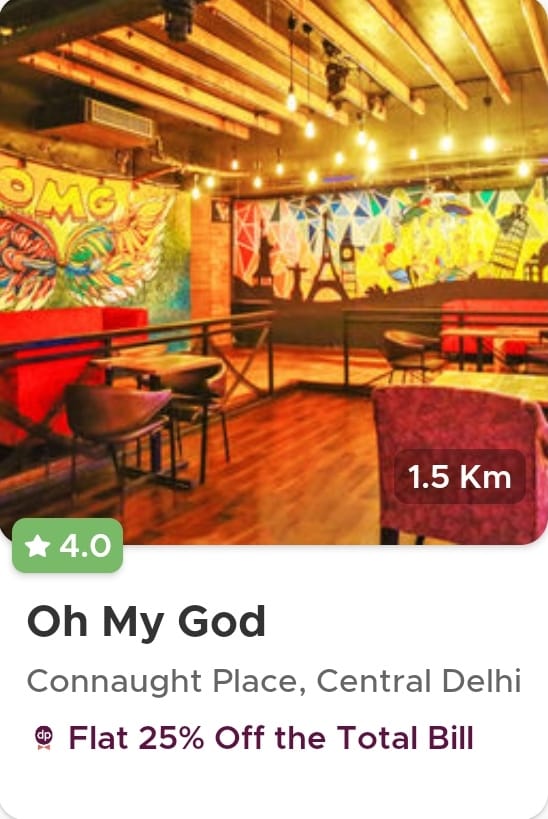 OMG
1.5 Km
4.0
Oh My God
Connaught Place, Central Delhi
dp Flat 25% Off the Total Bill